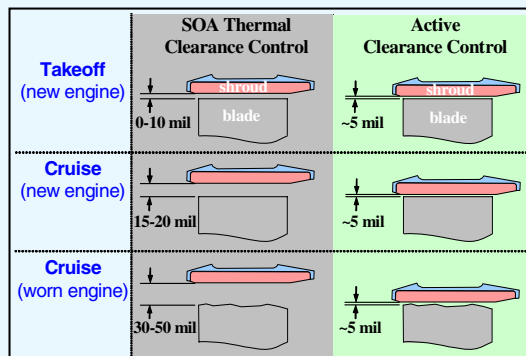 SOA Thermal
Clearance Control
Active
Clearance Control
Takeoff
(new engine)
shroud
0-10 mil
blade
shroud
~5 mil
blade
Cruise
(new engine)
15-20 mil
~5 mil
Cruise
(worn engine)
30-50 mil
~5 mil